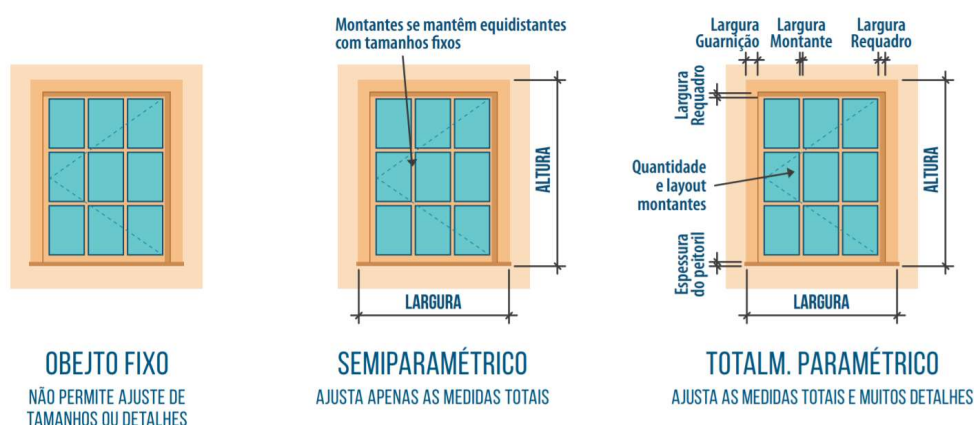 Montantes se mantêm equidistantes
com tamanhos fixos
ALTURA
LARGURA
Largura
Guarnição
Largura
Montante
Largura
Requadro
Largura
Requadro
Quantidade
e layout
montantes
Espessura
do peitoril
ALTURA
LARGURA
OBEJTO FIXO
NÃO PERMITE AJUSTE DE
TAMANHOS OU DETALHES
SEMIPARAMÉTRICO
AJUSTA APENAS AS MEDIDAS TOTAIS
TOTALM. PARAMÉTRICO
AJUSTA AS MEDIDAS TOTAIS E MUITOS DETALHES